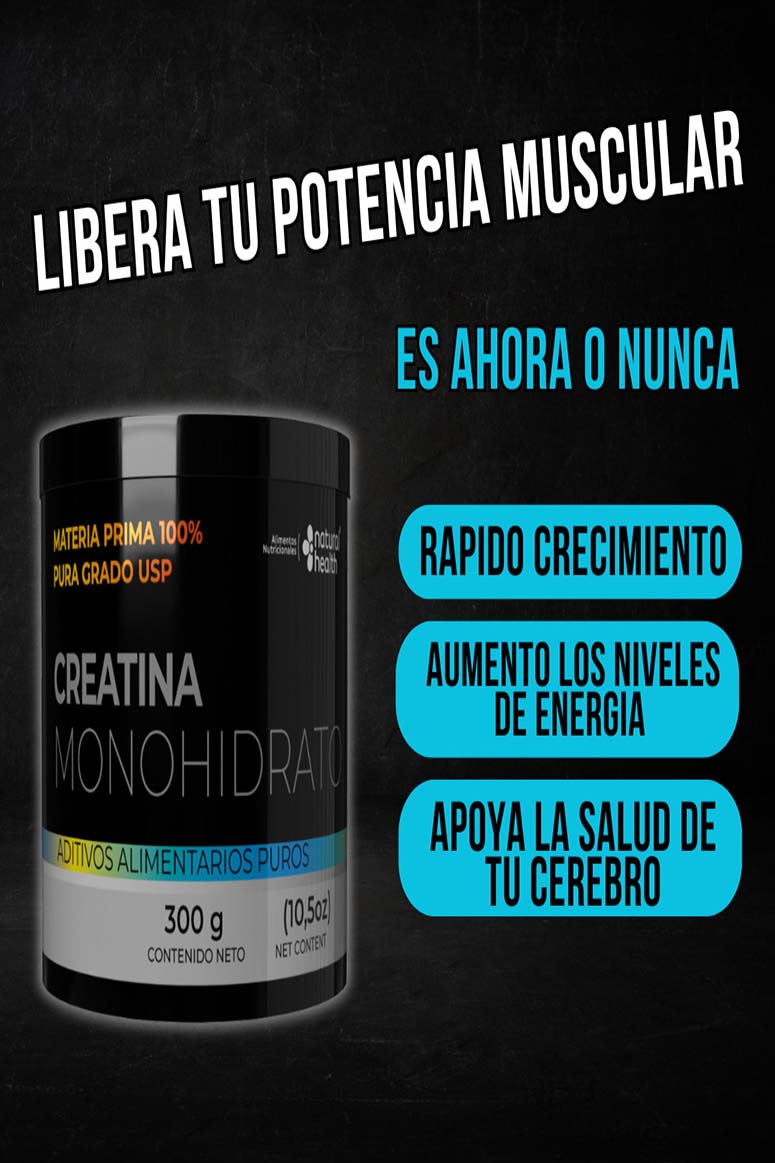 LIBERA TU POTENCIA MUSCULAR
ES AHORA O NUNCA
MATERIA PRIMA 100%
PURA GRADO USP
Alimentos
Nutricionales
natural
health
CREATINA
MONOHIDRATO
ADITIVOS ALIMENTARIOS PUROS
300 g
CONTENIDO NETO
(10,5oz)
NET CONTENT
RAPIDO CRECIMIENTO
AUMENTO LOS NIVELES
DE ENERGIA
APOYA LA SALUD DE
TU CEREBRO